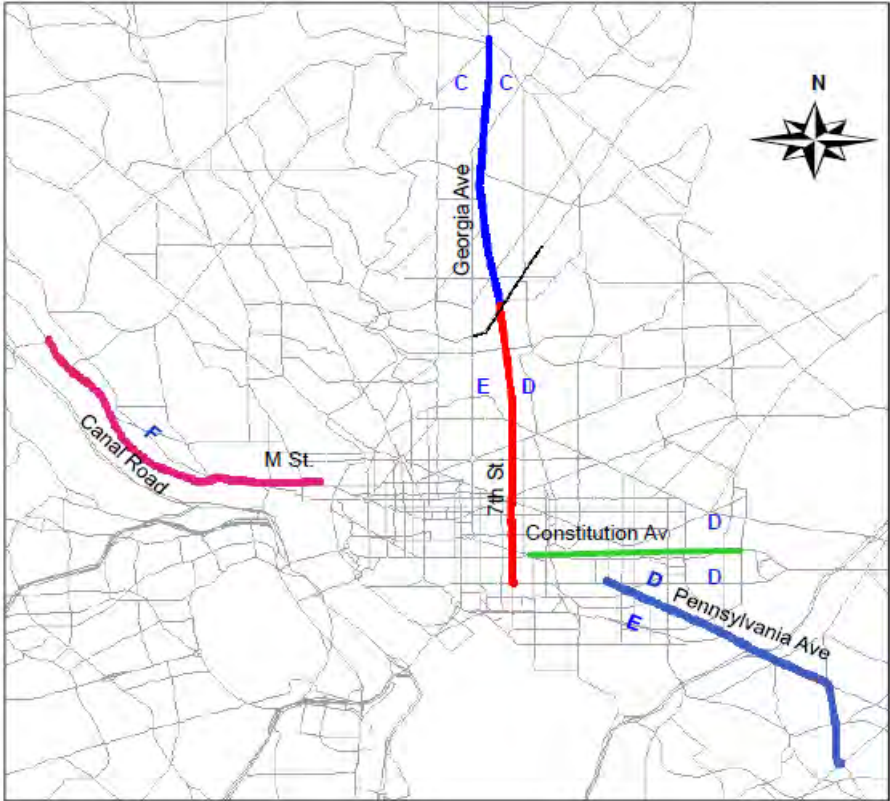 C C
N
Georgia Ave
E D
F
Canal Road
M St.
7th St.
D
Constitution Av
D
D
E
Pennsylvania Ave